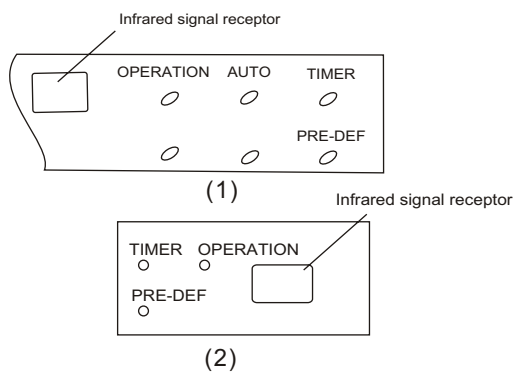 Infrared signal receptor
OPERATION AUTO TIMER
PRE-DEF
(1)
Infrared signal receptor
TIMER OPERATION
PRE-DEF
(2)